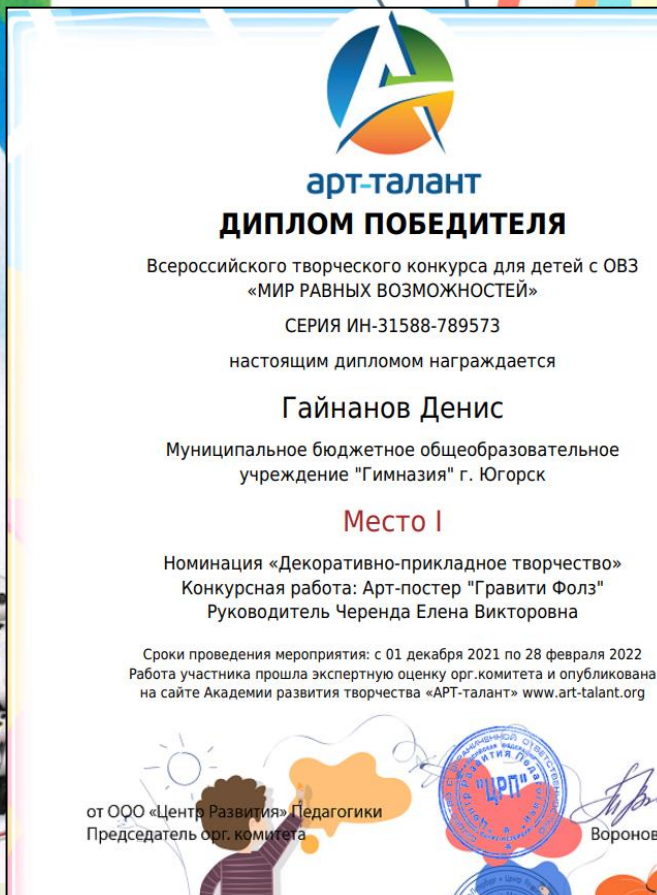 арт-талант
ДИПЛОМ ПОБЕДИТЕЛЯ
Всероссийского творческого конкурса для детей с ОВЗ
«МИР РАВНЫХ ВОЗМОЖНОСТЕЙ»
СЕРИЯ ИН-31588-789573
настоящим дипломом награждается
Гайнанов Денис
Муниципальное бюджетное общеобразовательное
учреждение "Гимназия" г. Югорск
Место I
Номинация «Декоративно-прикладное творчество»
Конкурсная работа: Арт-постер "Гравити Фолз"
Руководитель Черенда Елена Викторовна
Сроки проведения мероприятия: с 01 декабря 2021 по 28 февраля 2022
Работа участника прошла экспертную оценку орг.комитета и опубликована
на сайте Академии развития творчества «АРТ-талант» www.art-talant.org
от ООО «Центр Развития» Педагогики
Председатель орг. комитета
"ЦРП"
Воронов